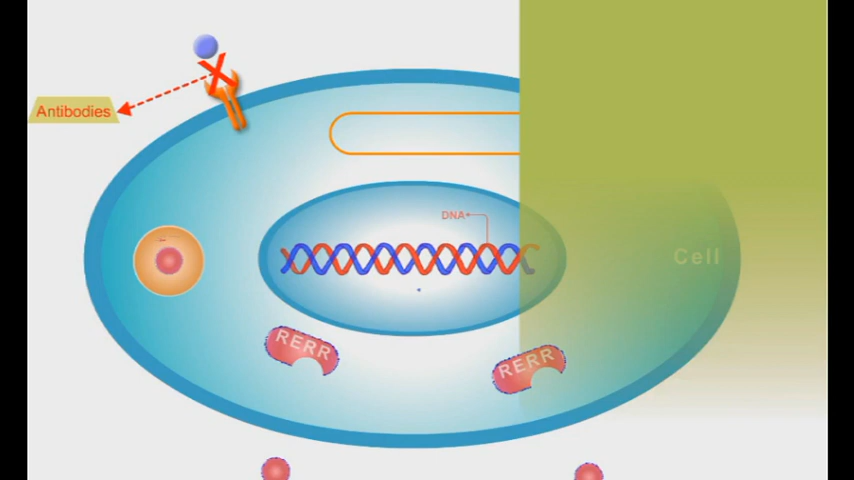 Antibodies
DNA
Cell
RERR
RERR